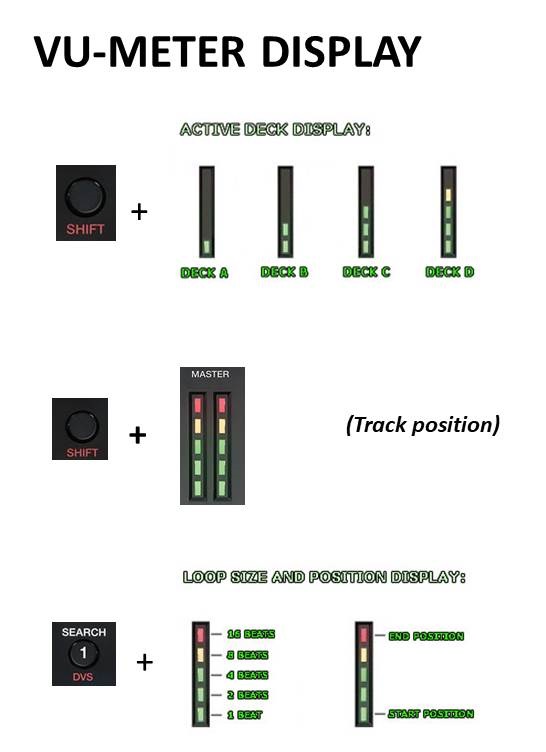 VU-METER DISPLAY
ACTIVE DECK DISPLAY:
SHIFT
+
DECK A
DECK B
DECK C
DECK D
MASTER
SHIFT
+
(Track position)
LOOP SIZE AND POSITION DISPLAY:
SEARCH
1
DVS
+
16 BEATS
8 BEATS
4 BEATS
2 BEATS
1 BEAT
END POSITION
START POSITION